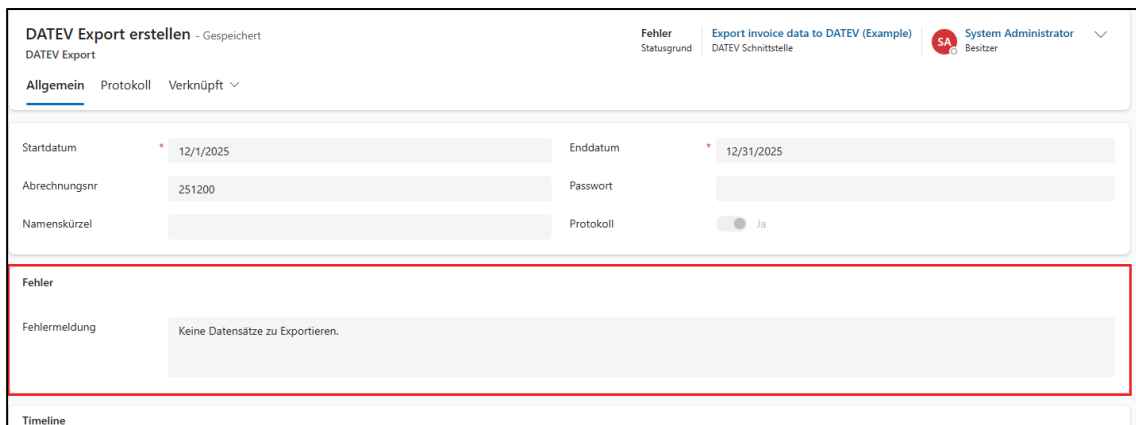 DATEV Export erstellen - Gespeichert
DATEV Export
Fehler
Statusgrund
Export invoice data to DATEV (Example)
DATEV Schnittstelle
SA
System Administrator
Besitzer
Allgemein Protokoll Verknüpft
Startdatum * 12/1/2025
Enddatum * 12/31/2025
Abrechnungsnr 251200
Passwort
Namenskürzel
Protokoll Ja
Fehler
Fehlermeldung Keine Datensätze zu Exportieren.
Timeline